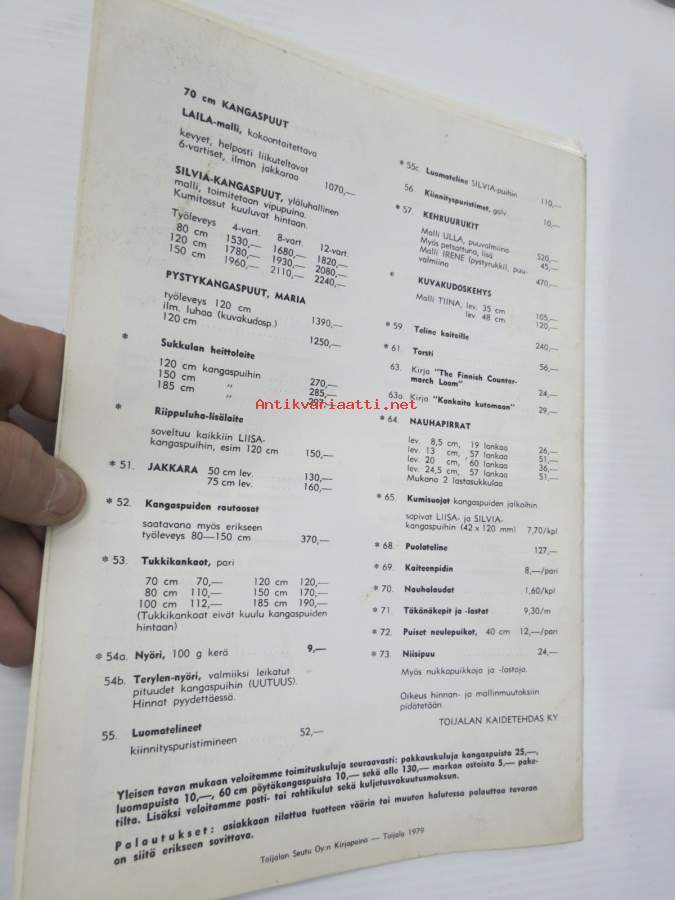 70 cm KANGASPUUT
LAILA-malli, kokoontaitettava
kevyet, helposti liikuteltavat
6-vartiset, ilman jakkaraa 1070,—
SILVIA-KANGASPUUT, yläluhallinen
malli, toimitetaan vipupuina.
Kumitossut kuuluvat hintaan.
Työleveys 4-vart. 8-vart. 12-vart.
80 cm 1530,— 1680,— 1820,—
120 cm 1780,— 1930,— 2080,—
150 cm 1960,— 2110,— 2240,—
PYSTYKANGASPUUT, MARIA
työleveys 120 cm 1390,—
ilm. luhaa (kuvakudosp.)
120 cm 1250,—
* Sukkulan heittolaite
120 cm kangaspuihin 270,—
150 cm „ 285,—
185 cm „
* Riippuluha-lisälaite
soveltuu kaikkiin LIISA-
kangaspuihin, esim 120 cm 150,—
* 51. JAKKARA 50 cm lev. 130,—
75 cm lev. 160,—
* 52. Kangaspuiden rautaosat
saatavana myös erikseen
työleveys 80—150 cm 370,—
* 53. Tukkikankaat, pari
70 cm 70,— 120 cm 120,—
80 cm 110,— 150 cm 170,—
100 cm 112,— 185 cm 190,—
(Tukkikankaat eivät kuulu kangaspuiden
hintaan)
* 54a. Nyöri, 100 g kerä 9,—
54b. Terylen-nyöri, valmiiksi leikatut
pituudet kangaspuihin (UUTUUS).
Hinnat pyydettäessä.
55. Luomatelineet
kiinnityspuristimineen 52,—
* 55c. Luomateline SILVIA-puihin 110,—
56 Kiinnityspuristimet, galv. 10,—
* 57 KEHRUURUKIT
Malli ULLA, puuvalmiina 520,—
Myös petsattuna, lisä 45,—
Malli IRENE (pystyrukki), puu-
valmiina 470,—
* KUVAKUDOSKEHYS
Malli TIINA, lev. 35 cm 105,—
lev 48 cm 120,—
* 59. Teline kaiteille 240,—
* 61. Torsti 56,—
63. Kirja "The Finnish Counter-
march Loom" 24,—
63a. Kirja "Kankaita kutomaan" 29,—
* 64. NAUHAPIRRAT
lev. 8,5 cm, 19 lankaa 26,—
lev. 13 cm, 57 lankaa 51,—
lev. 20 cm, 60 lankaa 36,—
lev. 24,5 cm, 57 lankaa 51,—
Mukana 2 lastasukkulaa
* 65. Kumisuojat kangaspuiden jalkoihin
sopivat LIISA- ja SILVIA-
kangaspuihin (42 x 120 mm) 7,70/kpl
* 68. Puolateline 127,—
* 69. Kaiteenpidin 8,—/pari
* 70. Nauhalaudat 1,60/kpl
* 71. Täkänäkepit ja -lastat 9,30/m
* 72. Puiset neulepuikot, 40 cm 12,—/pari
* 73. Niisipuu 24,—
Myös nukkapuikkoja ja -lastoja.
Oikeus hinnan- ja mallinmuutoksiin
pidätetään.
TOIJALAN KAIDETEHDAS KY
Yleisen tavan mukaan veloitamme toimituskuluja seuraavasti: pakkauskuluja kangaspuista 25,—,
luomapuista 10,—, 60 cm pöytäkangaspuista 10,— sekä alle 130,— markan ostoista 5,— pake-
tilta. Lisäksi veloitamme posti- tai rahtikulut sekä kuljetusvakuutusmaksun.
Palautukset: asiakkaan tilattua tuotteen väärin tai muuten halutessa palauttaa tavaran
on siitä erikseen sovittava.
Toijalan Seutu Oy:n Kirjapaino — Toijala 1979
Antikvariaatti.net